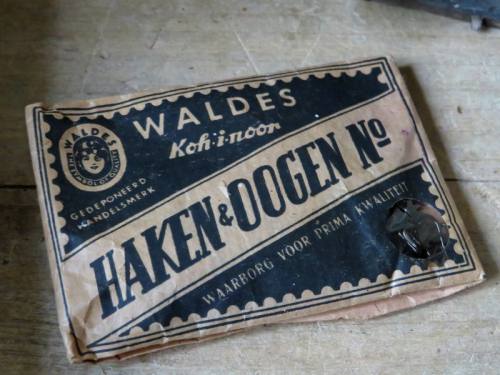 WALDES
Koh-i-noor
WALDES
GEDEPONEERD
HANDELSMERK
HAKEN & OOGEN No
WAARBORG VOOR PRIMA KWALITEIT